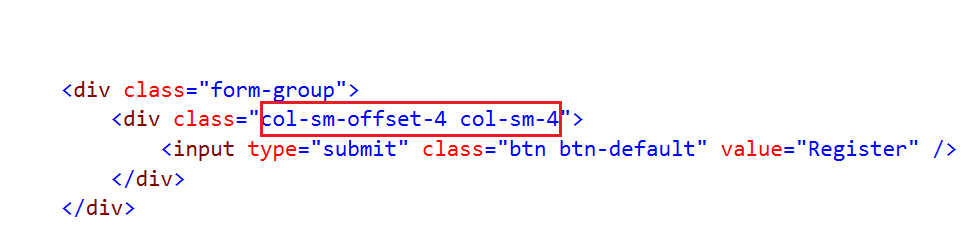 <div class="form-group">
<div class="col-sm-offset-4 col-sm-4">
<input type="submit" class="btn btn-default" value="Register" />
</div>
</div>